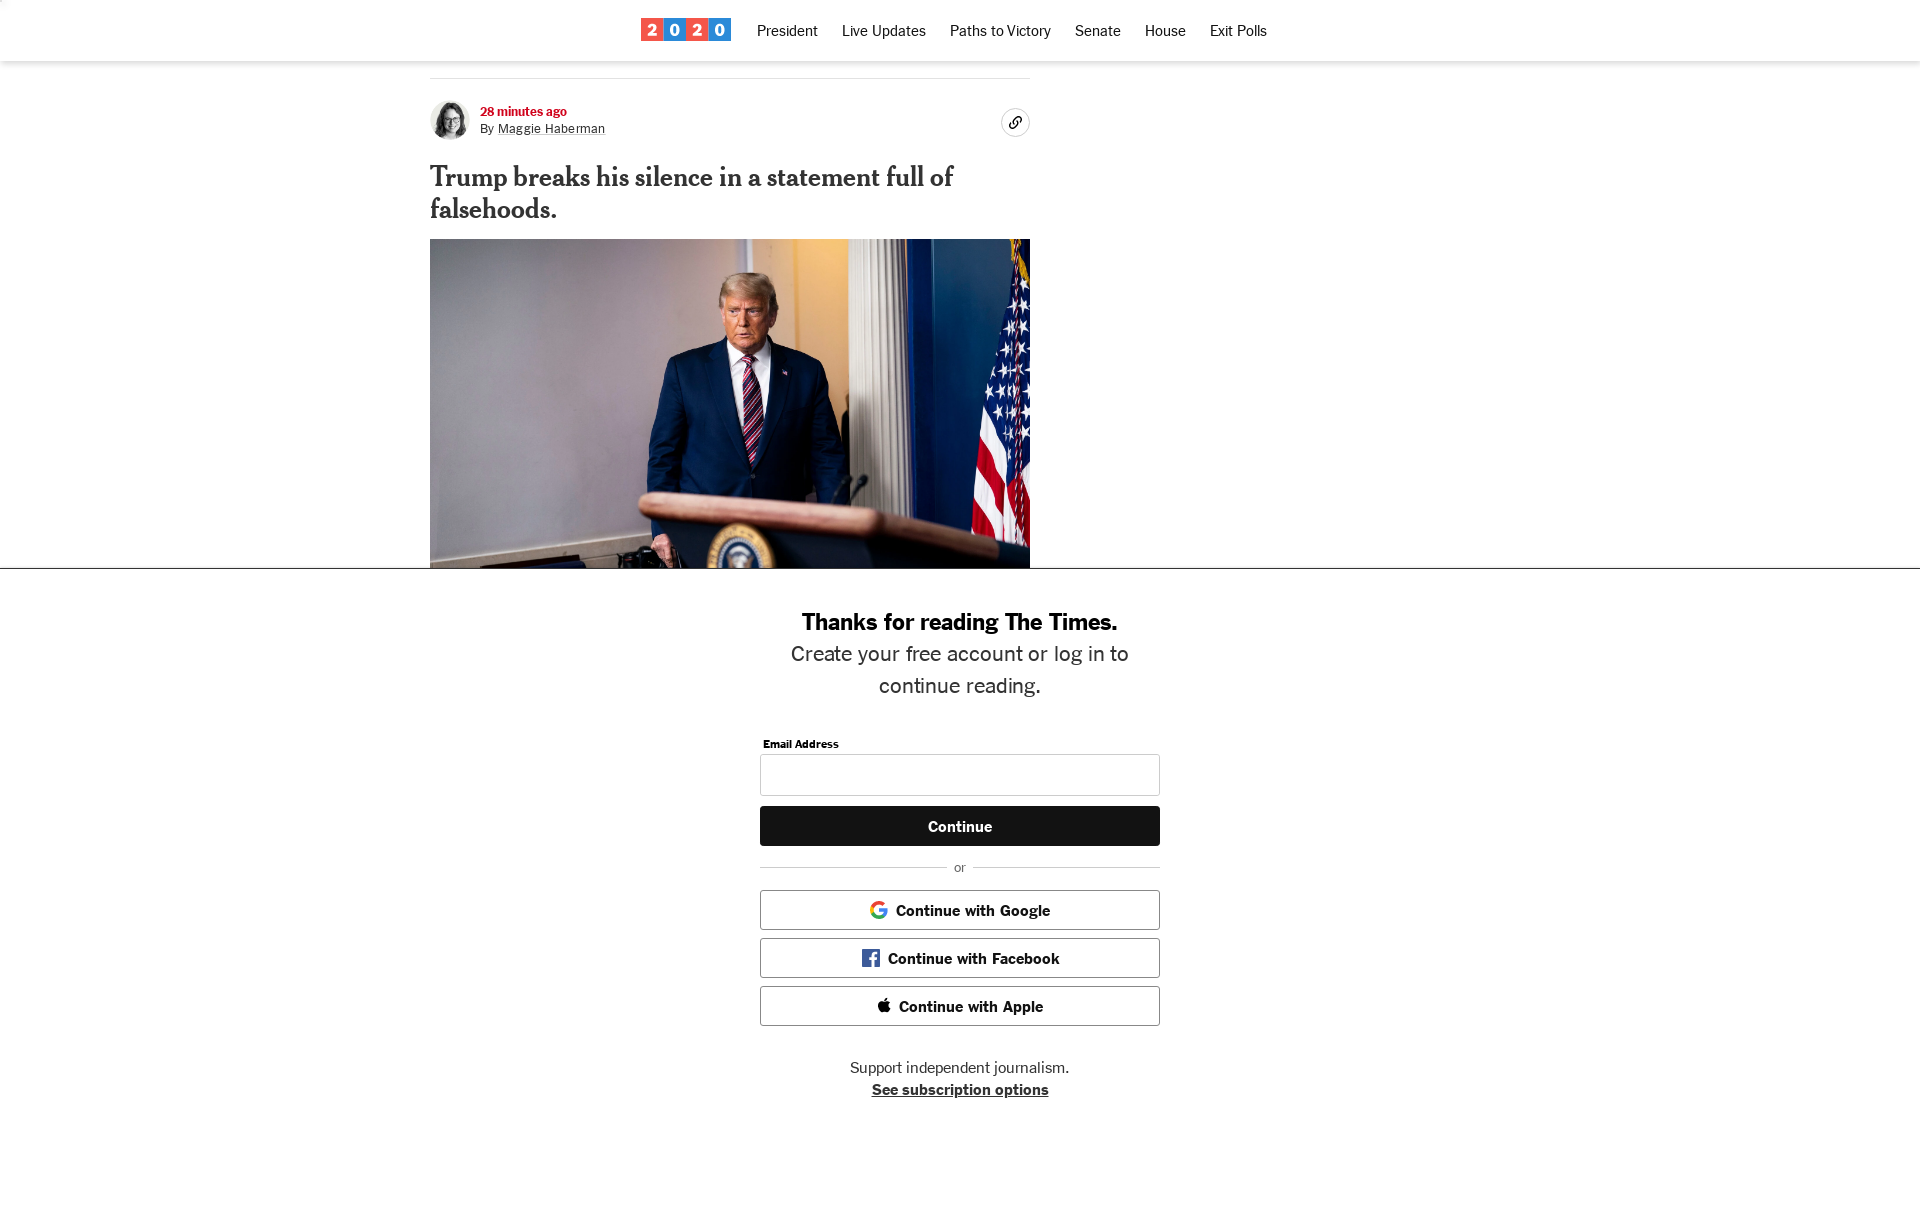 2020 President Live Updates Paths to Victory Senate House Exit Polls
28 minutes ago
By Maggie Haberman
Trump breaks his silence in a statement full of
falsehoods.
Thanks for reading The Times.
Create your free account or log in to
continue reading.
Email Address
Continue
or
Continue with Google
Continue with Facebook
Continue with Apple
Support independent journalism.
See subscription options